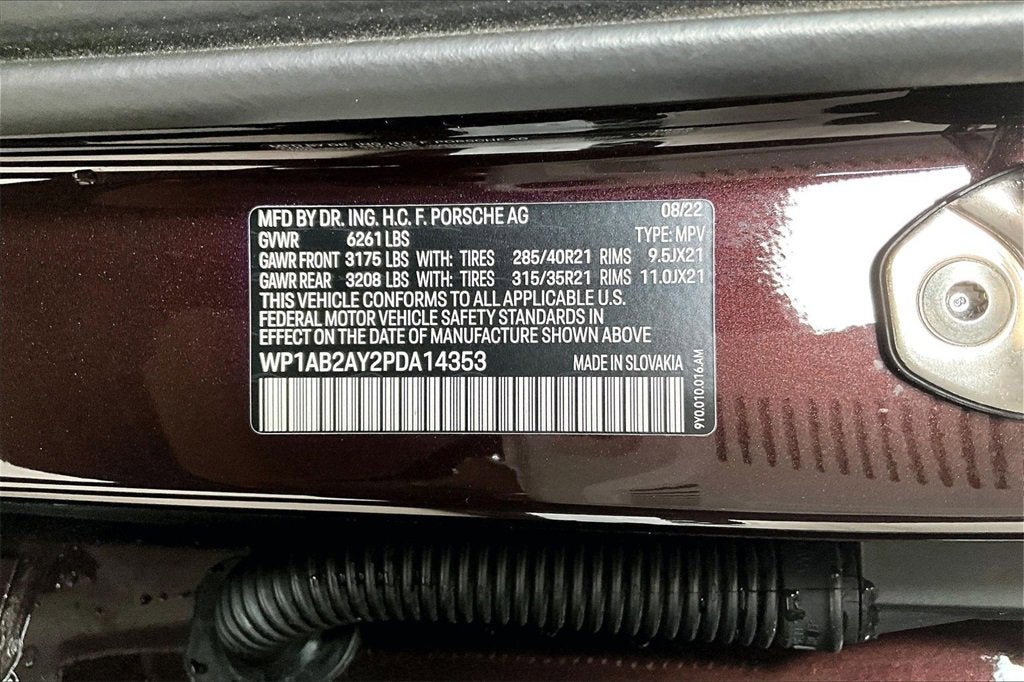 MFD BY DR. ING. H.C. F. PORSCHE AG 08/22
GVWR 6261 LBS TYPE: MPV
GAWR FRONT 3175 LBS WITH: TIRES 285/40R21 RIMS 9.5JX21
GAWR REAR 3208 LBS WITH: TIRES 315/35R21 RIMS 11.0JX21
THIS VEHICLE CONFORMS TO ALL APPLICABLE U.S.
FEDERAL MOTOR VEHICLE SAFETY STANDARDS IN
EFFECT ON THE DATE OF MANUFACTURE SHOWN ABOVE
WP1AB2AY2PDA14353 MADE IN SLOVAKIA
9Y0.010.016.AM